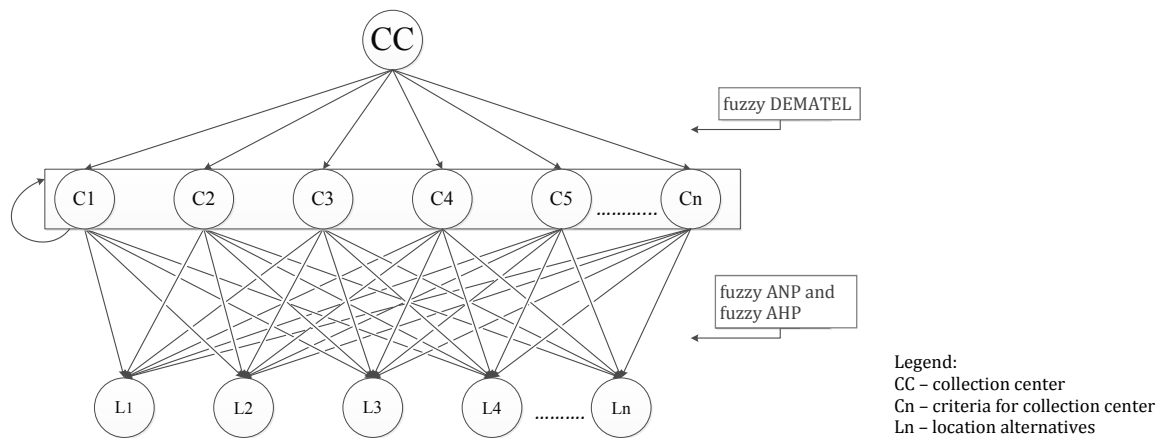 CC
fuzzy DEMATEL
C1 C2 C3 C4 C5 ............ Cn
fuzzy ANP and
fuzzy AHP
L1 L2 L3 L4 .......... Ln
Legend:
CC – collection center
Cn – criteria for collection center
Ln – location alternatives